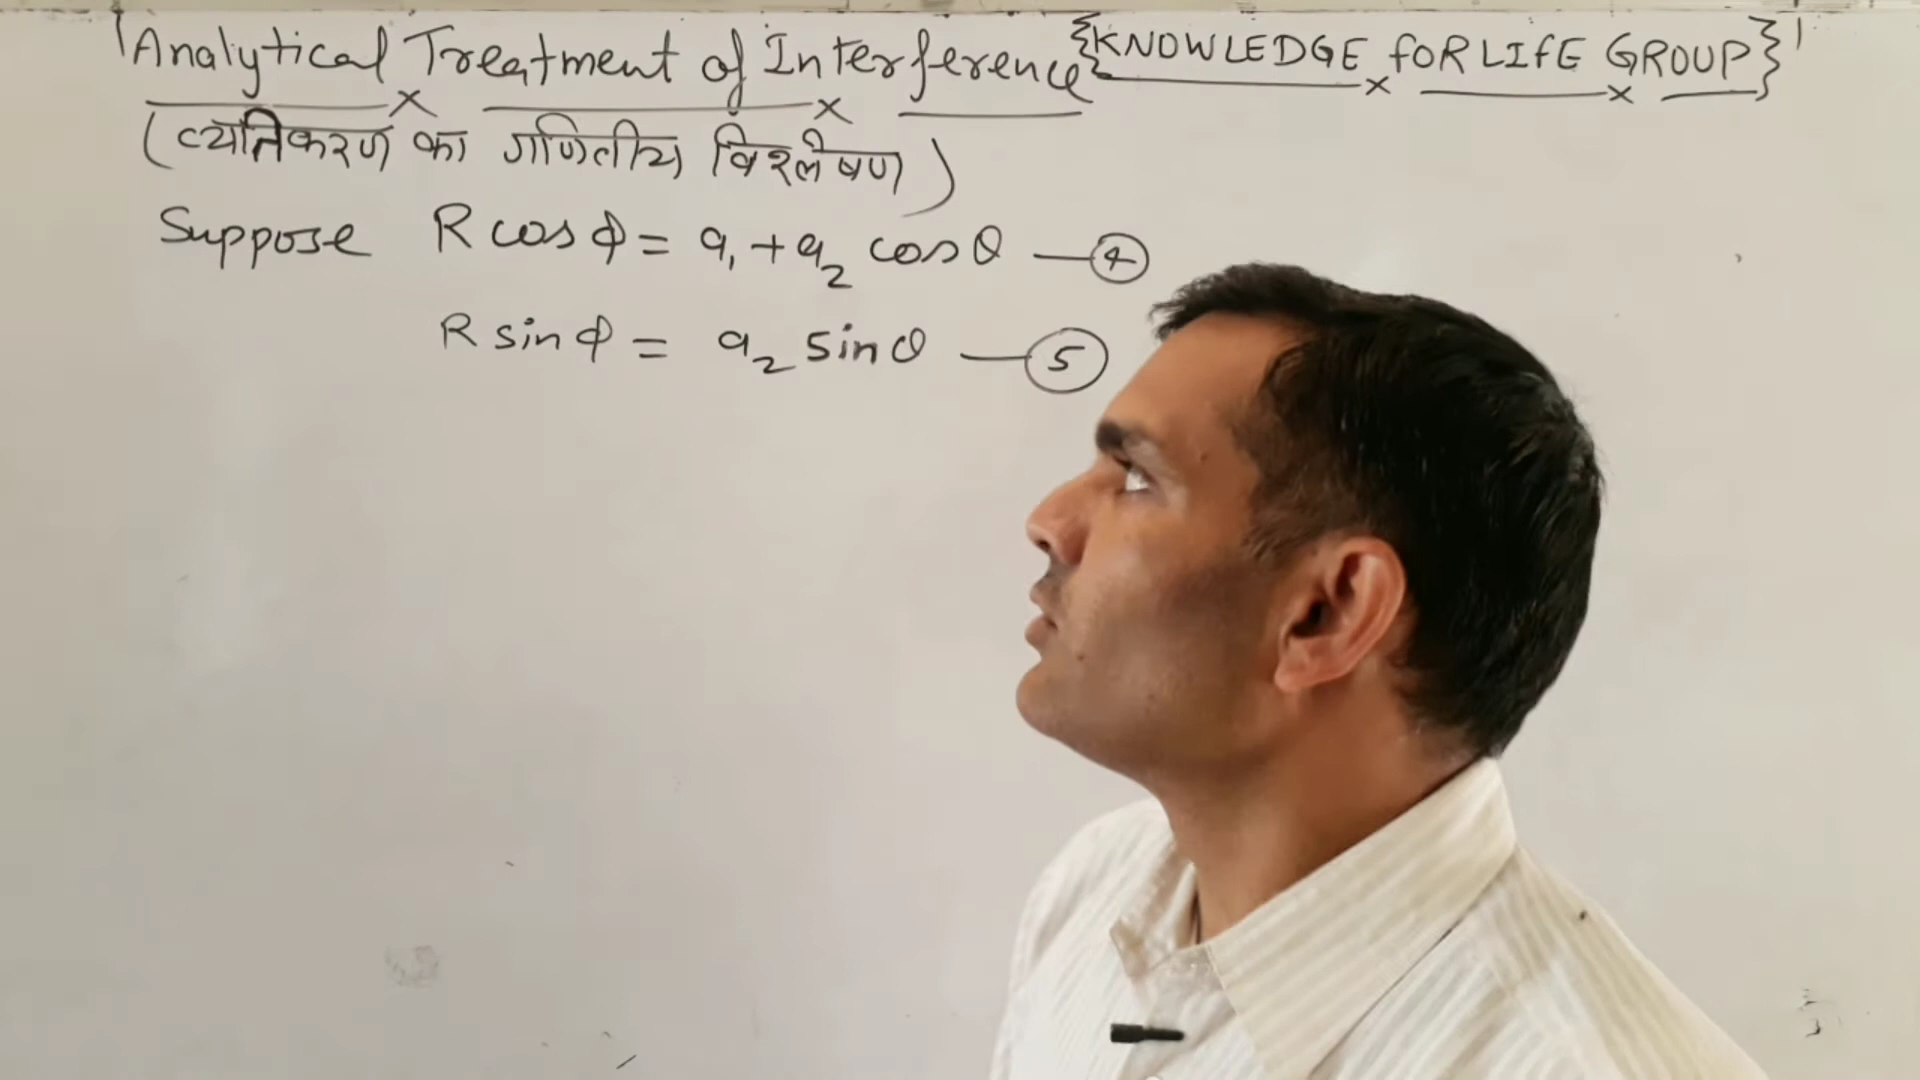 Analytical Treatment of Interference {KNOWLEDGE fOR LIfE GROUP}
(व्यतिकरण का गणितीय विश्लेषण)
Suppose R cos ϕ = a₁ + a₂ cos θ — ④
R sin ϕ = a₂ sin θ — ⑤